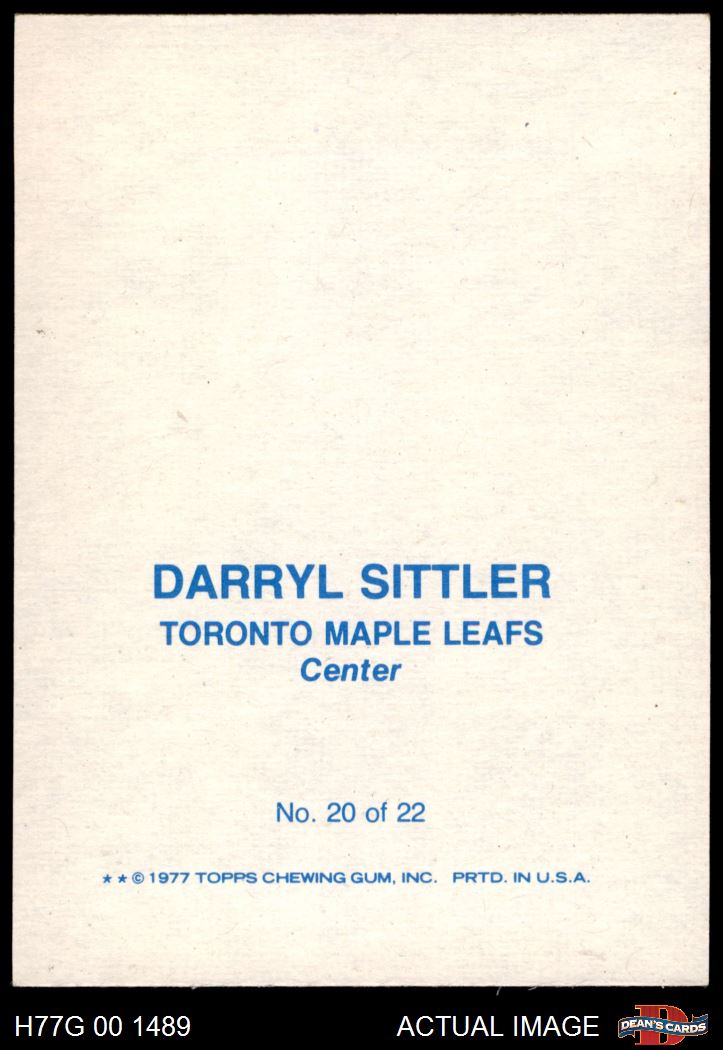 DARRYL SITTLER
TORONTO MAPLE LEAFS
Center
No. 20 of 22
★ ★ © 1977 TOPPS CHEWING GUM, INC. PRTD. IN U.S.A.
H77G 00 1489
ACTUAL IMAGE
D
DEAN'S CARDS